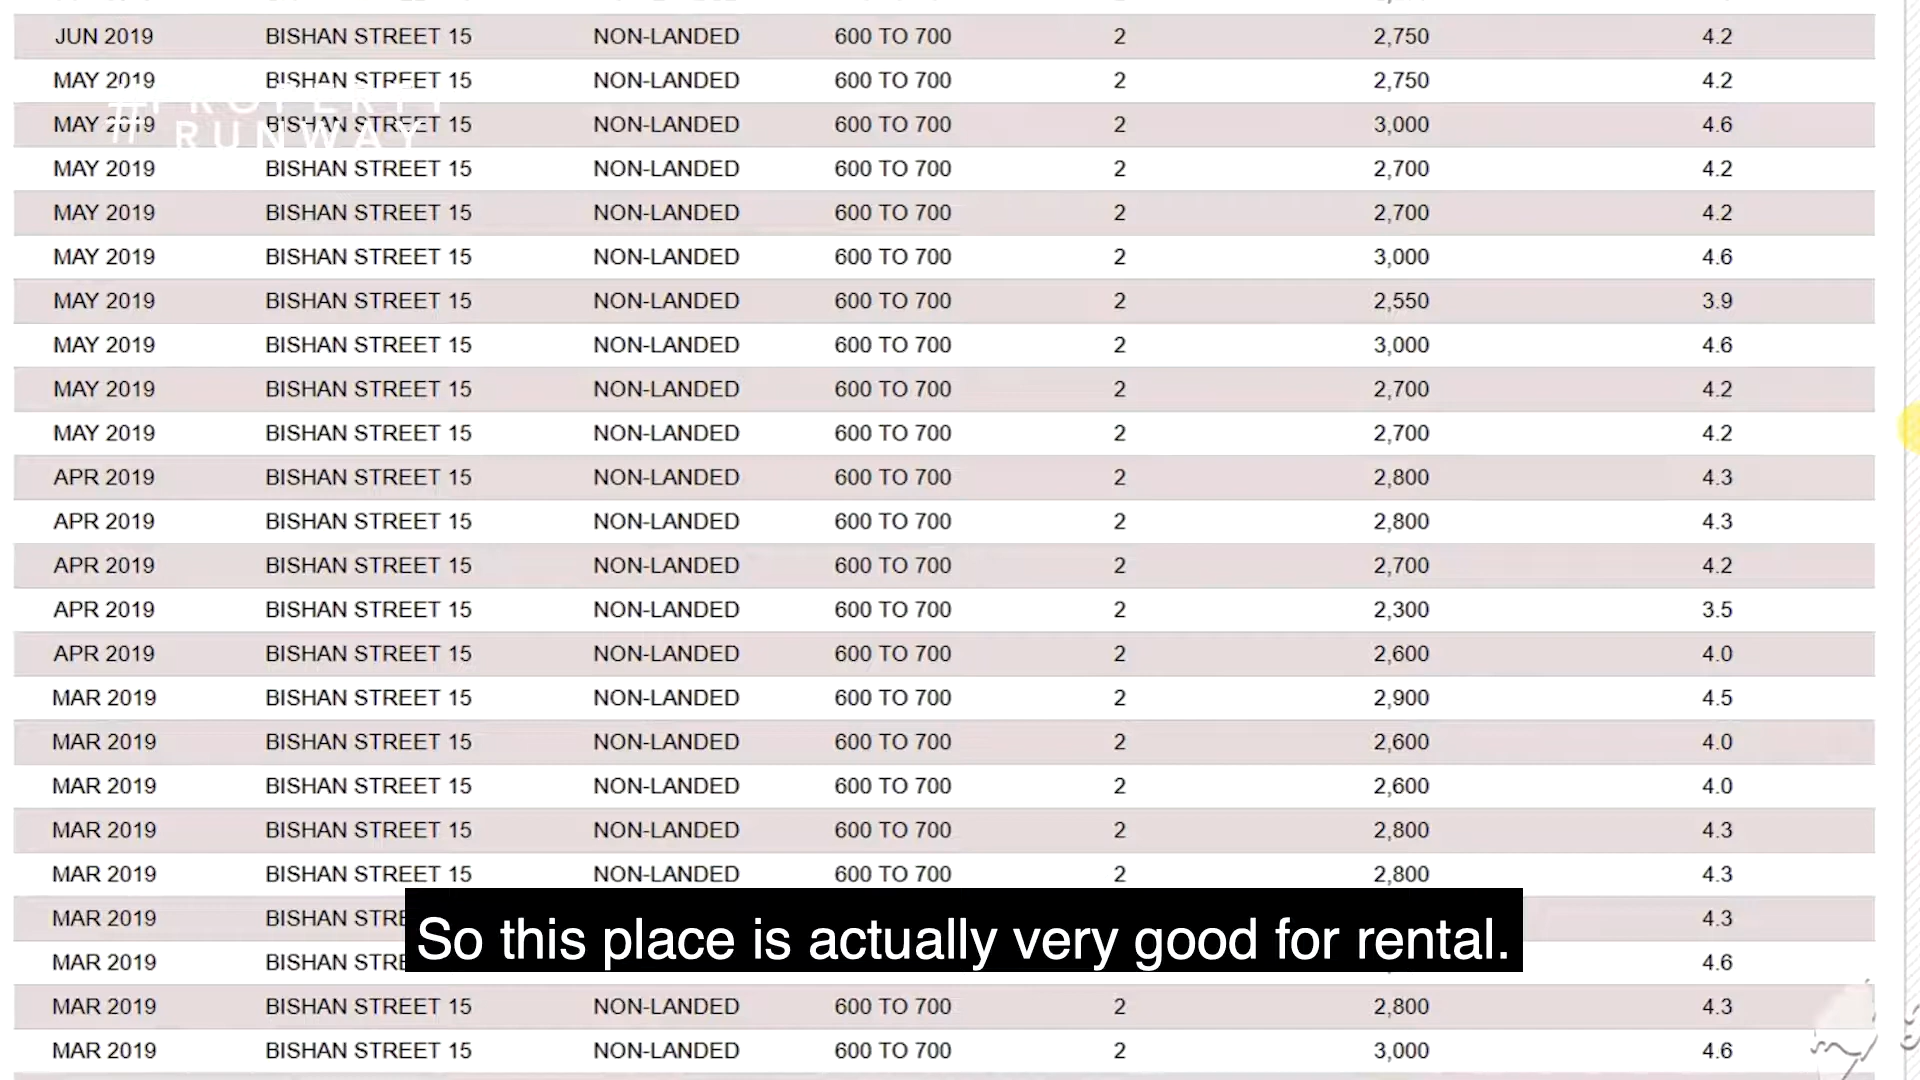 JUN 2019 BISHAN STREET 15 NON-LANDED 600 TO 700 2 2,750 4.2
MAY 2019 BISHAN STREET 15 NON-LANDED 600 TO 700 2 2,750 4.2
#PROPERTY
RUNWAY
MAY 2019 BISHAN STREET 15 NON-LANDED 600 TO 700 2 3,000 4.6
MAY 2019 BISHAN STREET 15 NON-LANDED 600 TO 700 2 2,700 4.2
MAY 2019 BISHAN STREET 15 NON-LANDED 600 TO 700 2 2,700 4.2
MAY 2019 BISHAN STREET 15 NON-LANDED 600 TO 700 2 3,000 4.6
MAY 2019 BISHAN STREET 15 NON-LANDED 600 TO 700 2 2,550 3.9
MAY 2019 BISHAN STREET 15 NON-LANDED 600 TO 700 2 3,000 4.6
MAY 2019 BISHAN STREET 15 NON-LANDED 600 TO 700 2 2,700 4.2
MAY 2019 BISHAN STREET 15 NON-LANDED 600 TO 700 2 2,700 4.2
APR 2019 BISHAN STREET 15 NON-LANDED 600 TO 700 2 2,800 4.3
APR 2019 BISHAN STREET 15 NON-LANDED 600 TO 700 2 2,800 4.3
APR 2019 BISHAN STREET 15 NON-LANDED 600 TO 700 2 2,700 4.2
APR 2019 BISHAN STREET 15 NON-LANDED 600 TO 700 2 2,300 3.5
APR 2019 BISHAN STREET 15 NON-LANDED 600 TO 700 2 2,600 4.0
MAR 2019 BISHAN STREET 15 NON-LANDED 600 TO 700 2 2,900 4.5
MAR 2019 BISHAN STREET 15 NON-LANDED 600 TO 700 2 2,600 4.0
MAR 2019 BISHAN STREET 15 NON-LANDED 600 TO 700 2 2,600 4.0
MAR 2019 BISHAN STREET 15 NON-LANDED 600 TO 700 2 2,800 4.3
MAR 2019 BISHAN STREET 15 NON-LANDED 600 TO 700 2 2,800 4.3
MAR 2019 BISHAN STRE 4.3
So this place is actually very good for rental.
MAR 2019 BISHAN STRE 4.6
MAR 2019 BISHAN STREET 15 NON-LANDED 600 TO 700 2 2,800 4.3
MAR 2019 BISHAN STREET 15 NON-LANDED 600 TO 700 2 3,000 4.6